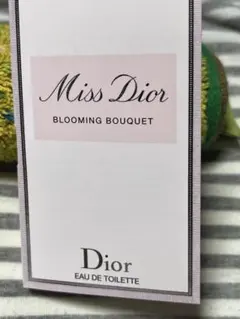 Miss Dior
BLOOMING BOUQUET
Dior
EAU DE TOILETTE